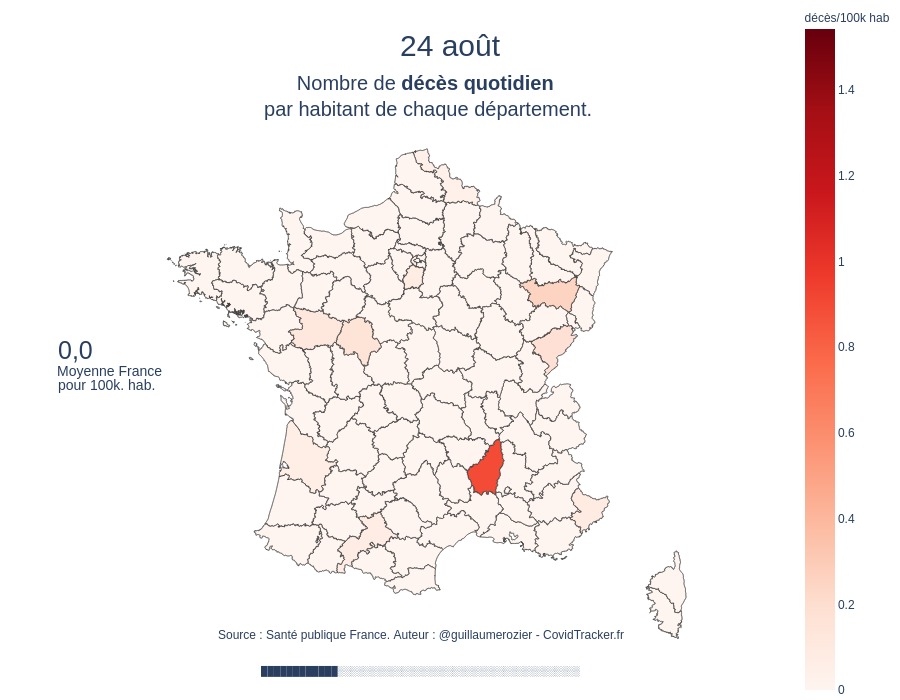 décès/100k hab
24 août
Nombre de décès quotidien
par habitant de chaque département.
1.4
1.2
1
0.8
0.6
0.4
0.2
0
0,0
Moyenne France
pour 100k. hab.
Source : Santé publique France. Auteur : @guillaumerozier - CovidTracker.fr